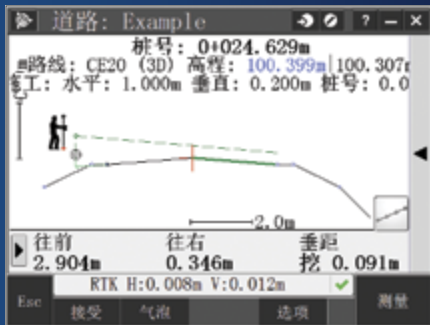 道路: Example
? — ×
桩号: 0+024.629m
路线: CE20 (3D) 高程: 100.399m|100.307
工: 水平: 1.000m 垂直: 0.200m 桩号: 0.0
2.0m
往前 往右 垂距
2.904m 0.346m 挖 0.091m
RTK H:0.008m V:0.012m
Esc 接受 气泡 选项 测量